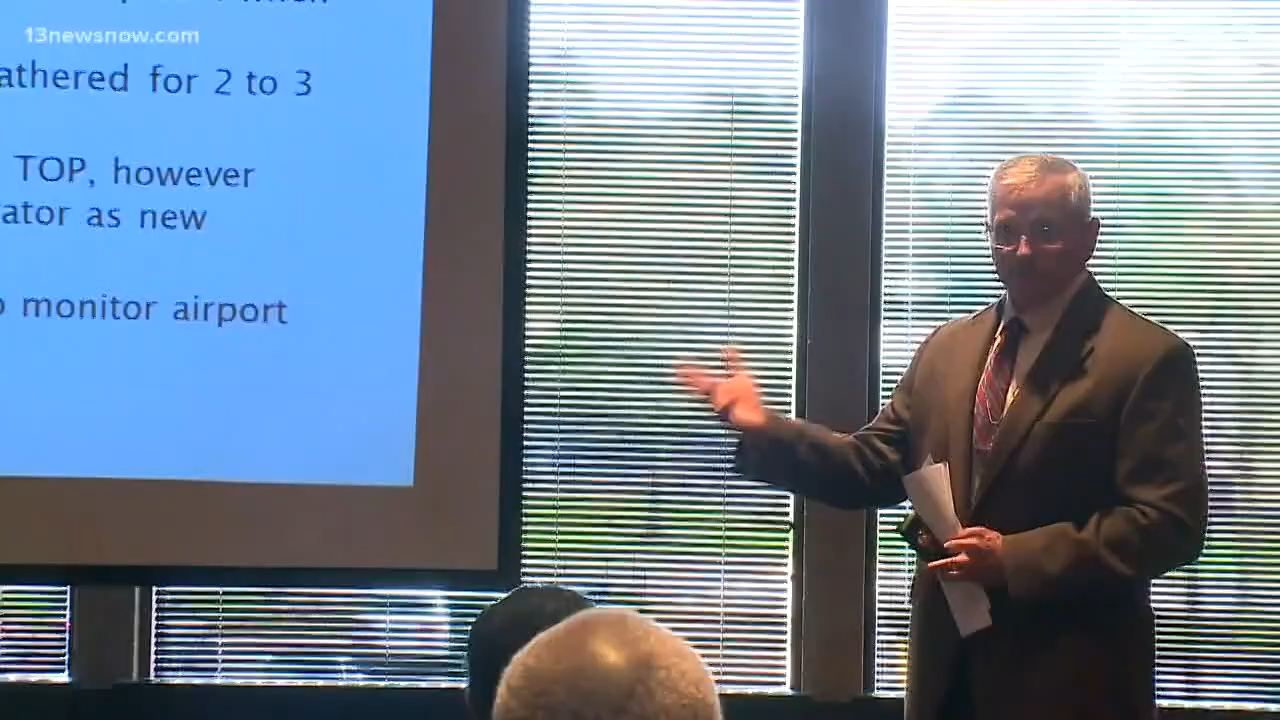 13newsnow.com
athered for 2 to 3
TOP, however
ator as new
monitor airport